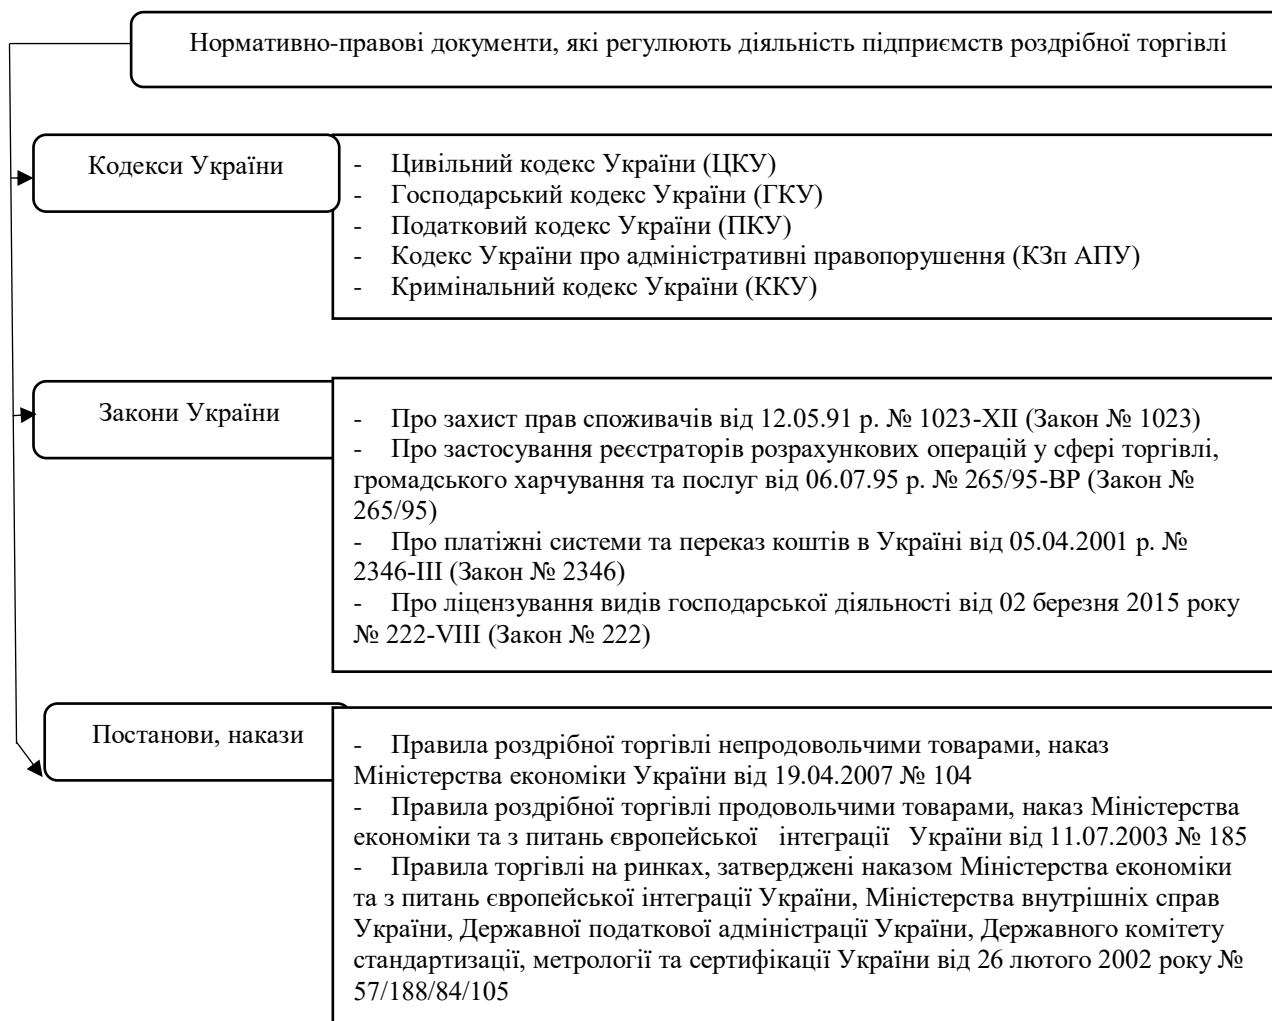 Нормативно-правові документи, які регулюють діяльність підприємств роздрібної торгівлі
Кодекси України
- Цивільний кодекс України (ЦКУ)
- Господарський кодекс України (ГКУ)
- Податковий кодекс України (ПКУ)
- Кодекс України про адміністративні правопорушення (КЗп АПУ)
- Кримінальний кодекс України (ККУ)
Закони України
- Про захист прав споживачів від 12.05.91 р. № 1023-XII (Закон № 1023)
- Про застосування реєстраторів розрахункових операцій у сфері торгівлі,
громадського харчування та послуг від 06.07.95 р. № 265/95-ВР (Закон №
265/95)
- Про платіжні системи та переказ коштів в Україні від 05.04.2001 р. №
2346-III (Закон № 2346)
- Про ліцензування видів господарської діяльності від 02 березня 2015 року
№ 222-VIII (Закон № 222)
Постанови, накази
- Правила роздрібної торгівлі непродовольчими товарами, наказ
Міністерства економіки України від 19.04.2007 № 104
- Правила роздрібної торгівлі продовольчими товарами, наказ Міністерства
економіки та з питань європейської інтеграції України від 11.07.2003 № 185
- Правила торгівлі на ринках, затверджені наказом Міністерства економіки
та з питань європейської інтеграції України, Міністерства внутрішніх справ
України, Державної податкової адміністрації України, Державного комітету
стандартизації, метрології та сертифікації України від 26 лютого 2002 року №
57/188/84/105